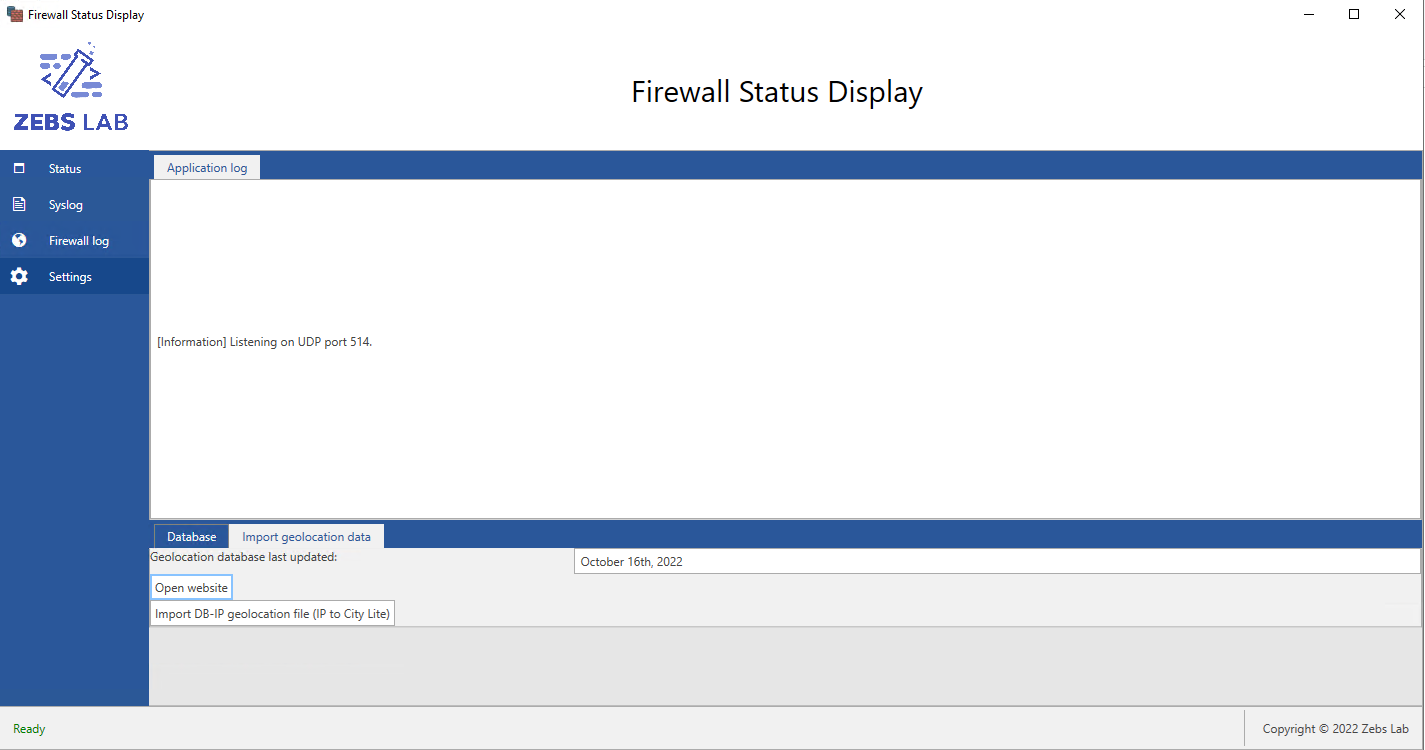 Firewall Status Display
ZEBS LAB
Firewall Status Display
Status
Syslog
Firewall log
Settings
Application log
[Information] Listening on UDP port 514.
Database
Import geolocation data
Geolocation database last updated:
October 16th, 2022
Open website
Import DB-IP geolocation file (IP to City Lite)
Ready
Copyright © 2022 Zebs Lab